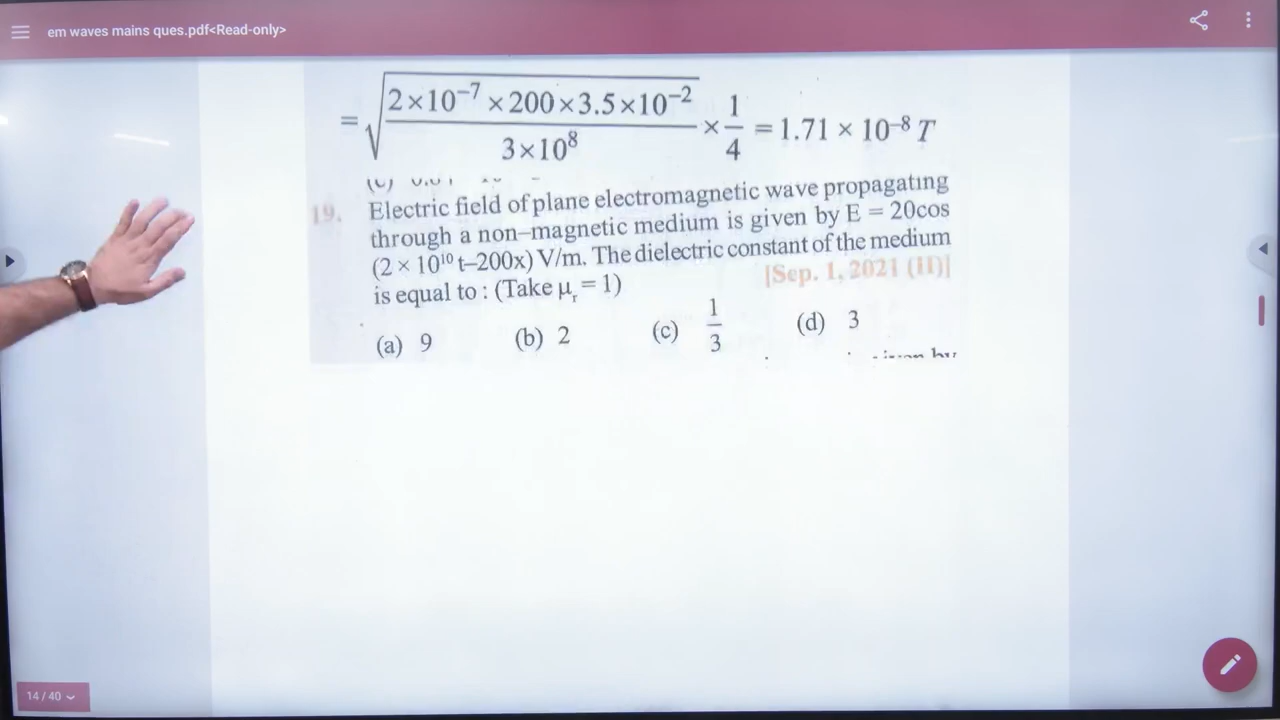 em waves mains ques.pdf<Read-only>
= √(2×10⁻⁷ ×200×3.5×10⁻² / 3×10⁸) × 1/4 = 1.71 × 10⁻⁸ T
19. Electric field of plane electromagnetic wave propagating
through a non–magnetic medium is given by E = 20cos
(2 × 10¹⁰ t–200x) V/m. The dielectric constant of the medium
is equal to : (Take μᵣ = 1) [Sep. 1, 2021 (II)]
(a) 9 (b) 2 (c) 1/3 (d) 3
14 / 40